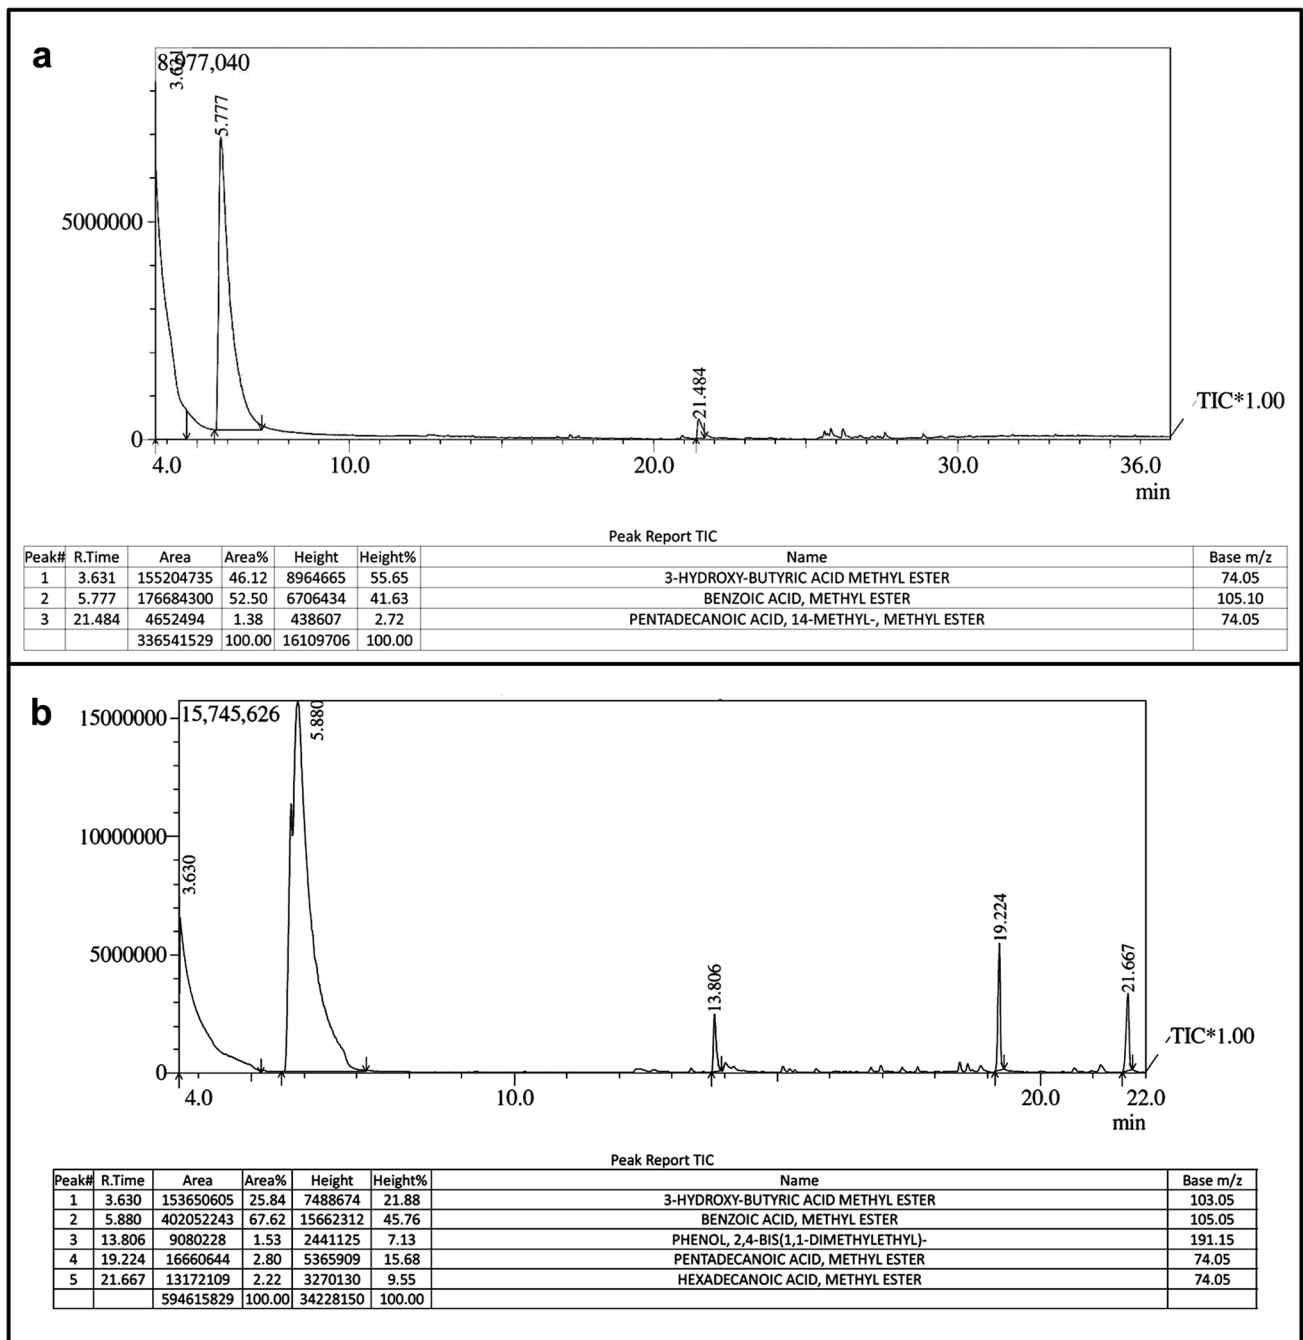 a
8,977,040
3.631
5.777
5000000
21.484
TIC*1.00
0
4.0 10.0 20.0 30.0 36.0
min
Peak Report TIC
Peak# R.Time Area Area% Height Height% Name Base m/z
1 3.631 155204735 46.12 8964665 55.65 3-HYDROXY-BUTYRIC ACID METHYL ESTER 74.05
2 5.777 176684300 52.50 6706434 41.63 BENZOIC ACID, METHYL ESTER 105.10
3 21.484 4652494 1.38 438607 2.72 PENTADECANOIC ACID, 14-METHYL-, METHYL ESTER 74.05
336541529 100.00 16109706 100.00
b
15000000
15,745,626
5.880
10000000
3.630
19.224
5000000
21.667
13.806
TIC*1.00
0
4.0 10.0 20.0 22.0
min
Peak Report TIC
Peak# R.Time Area Area% Height Height% Name Base m/z
1 3.630 153650605 25.84 7488674 21.88 3-HYDROXY-BUTYRIC ACID METHYL ESTER 103.05
2 5.880 402052243 67.62 15662312 45.76 BENZOIC ACID, METHYL ESTER 105.05
3 13.806 9080228 1.53 2441125 7.13 PHENOL, 2,4-BIS(1,1-DIMETHYLETHYL)- 191.15
4 19.224 16660644 2.80 5365909 15.68 PENTADECANOIC ACID, METHYL ESTER 74.05
5 21.667 13172109 2.22 3270130 9.55 HEXADECANOIC ACID, METHYL ESTER 74.05
594615829 100.00 34228150 100.00